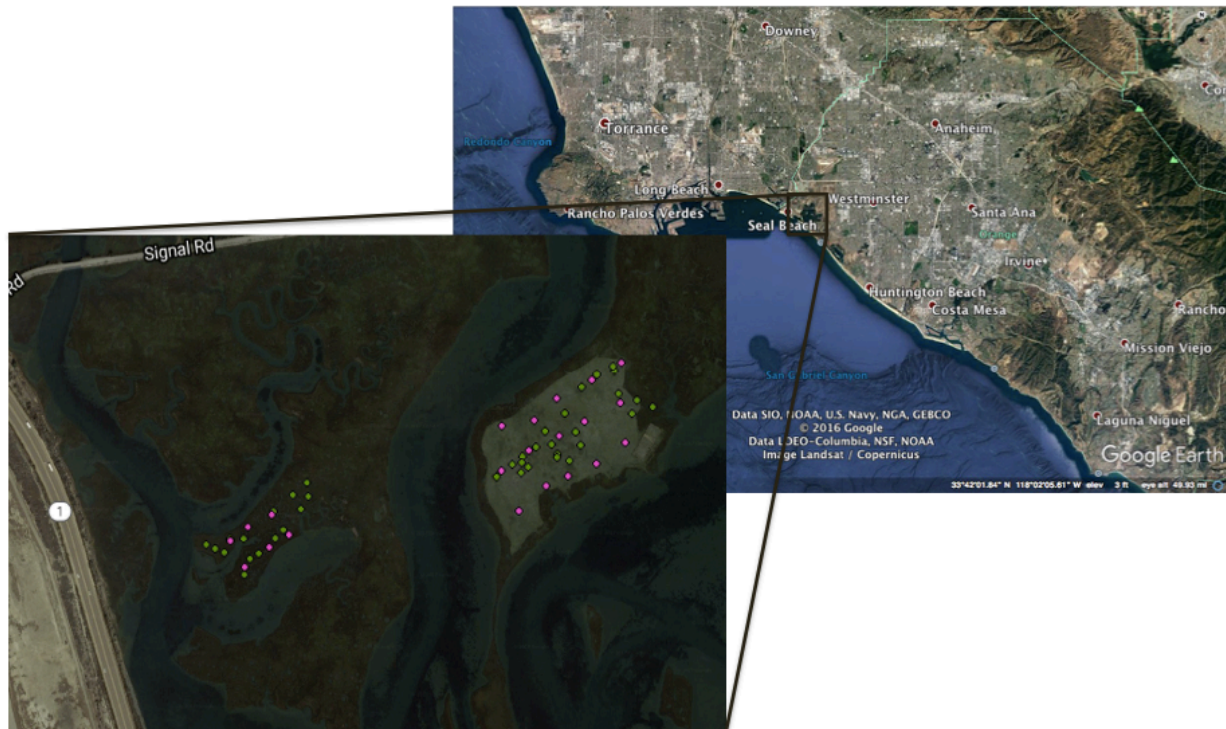 Downey
Cor
Torrance
Anaheim
Redondo Canyon
Long Beach
Westminster
Rancho Palos Verdes
Santa Ana
Seal Beach
Orange
Signal Rd
Irvine
Rd
Huntington Beach
Rancho
Costa Mesa
Mission Viejo
San Gabriel Canyon
Data SIO, NOAA, U.S. Navy, NGA, GEBCO
© 2016 Google
Data LDEO-Columbia, NSF, NOAA
Image Landsat / Copernicus
Laguna Niguel
Google Earth
33°42'01.84" N 118°02'05.61" W elev 3 ft eye alt 49.93 mi
1